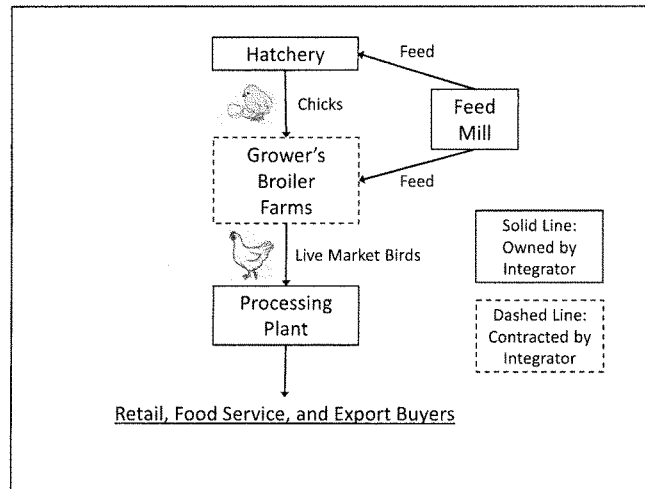 Hatchery
Feed
Chicks
Feed
Mill
Grower's
Broiler
Farms
Feed
Live Market Birds
Solid Line:
Owned by
Integrator
Processing
Plant
Dashed Line:
Contracted by
Integrator
Retail, Food Service, and Export Buyers